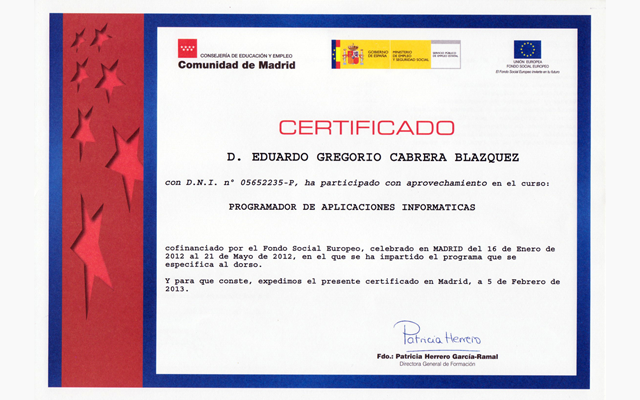 CONSEJERÍA DE EDUCACIÓN Y EMPLEO
Comunidad de Madrid
GOBIERNO DE ESPAÑA
MINISTERIO DE EMPLEO Y SEGURIDAD SOCIAL
SERVICIO PÚBLICO DE EMPLEO ESTATAL
UNIÓN EUROPEA
FONDO SOCIAL EUROPEO
El Fondo Social Europeo invierte en tu futuro
CERTIFICADO
D. EDUARDO GREGORIO CABRERA BLAZQUEZ
con D.N.I. n° 05652235-P, ha participado con aprovechamiento en el curso:
PROGRAMADOR DE APLICACIONES INFORMATICAS
cofinanciado por el Fondo Social Europeo, celebrado en MADRID del 16 de Enero de
2012 al 21 de Mayo de 2012, en el que se ha impartido el programa que se
especifica al dorso.
Y para que conste, expedimos el presente certificado en Madrid, a 5 de Febrero de
2013.
Patricia Herrero
Fdo.: Patricia Herrero García-Ramal
Directora General de Formación